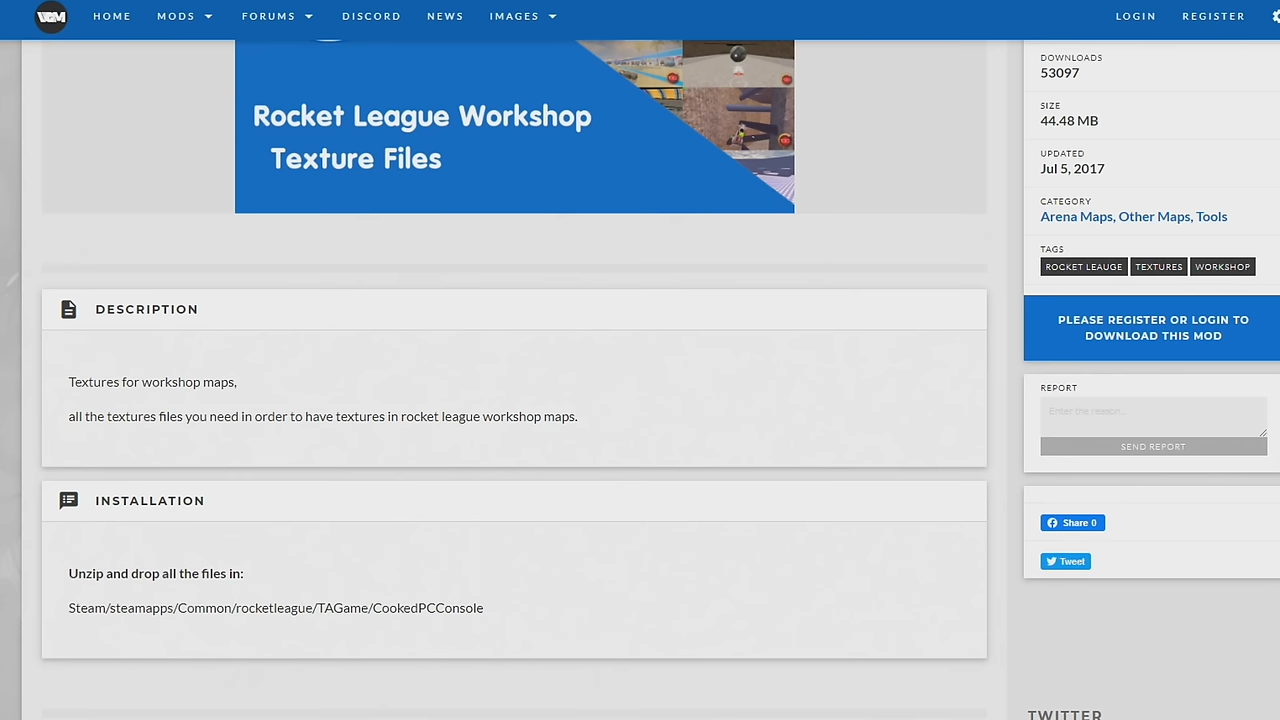 HOME MODS FORUMS DISCORD NEWS IMAGES LOGIN REGISTER
Rocket League Workshop
Texture Files
DOWNLOADS
53097
SIZE
44.48 MB
UPDATED
Jul 5, 2017
CATEGORY
Arena Maps, Other Maps, Tools
TAGS
ROCKET LEAUGE TEXTURES WORKSHOP
PLEASE REGISTER OR LOGIN TO
DOWNLOAD THIS MOD
DESCRIPTION
Textures for workshop maps,
all the textures files you need in order to have textures in rocket league workshop maps.
REPORT
Enter the reason...
SEND REPORT
INSTALLATION
Unzip and drop all the files in:
Steam/steamapps/Common/rocketleague/TAGame/CookedPCConsole
Share 0
Tweet
TWITTER